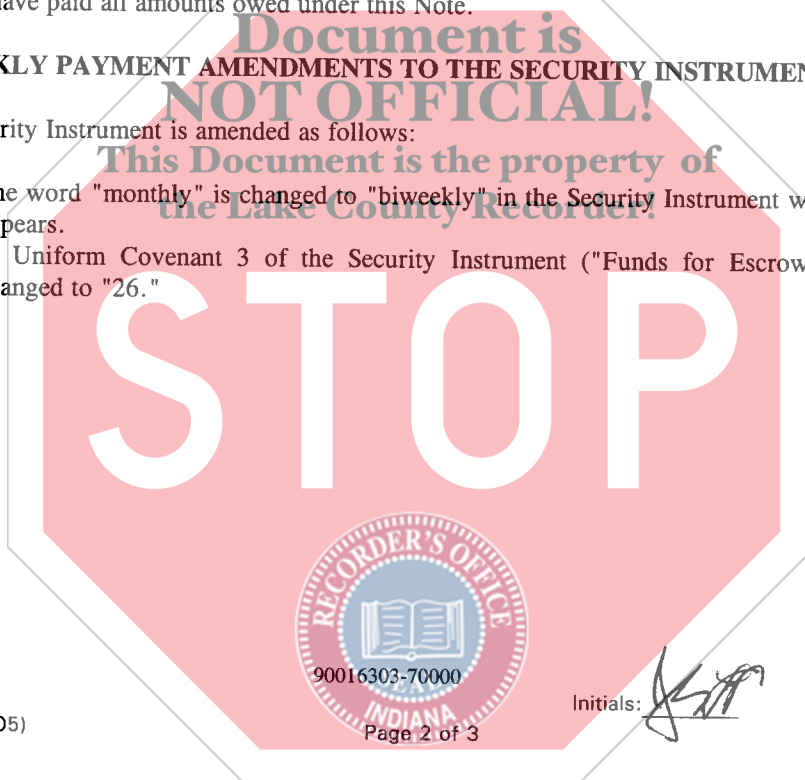 have paid all amounts owed under this Note.
Document is
KLY PAYMENT AMENDMENTS TO THE SECURITY INSTRUMEN
NOT OFFICIAL!
rity Instrument is amended as follows:
This Document is the property of
ne word "monthly" is changed to "biweekly" in the Security Instrument w
the Lake County Recorder!
pears.
Uniform Covenant 3 of the Security Instrument ("Funds for Escrow
anged to "26."
STOP
RECORDER'S OFFICE
90016303-70000
SEAL
Initials:
INDIANA
05)
Page 2 of 3